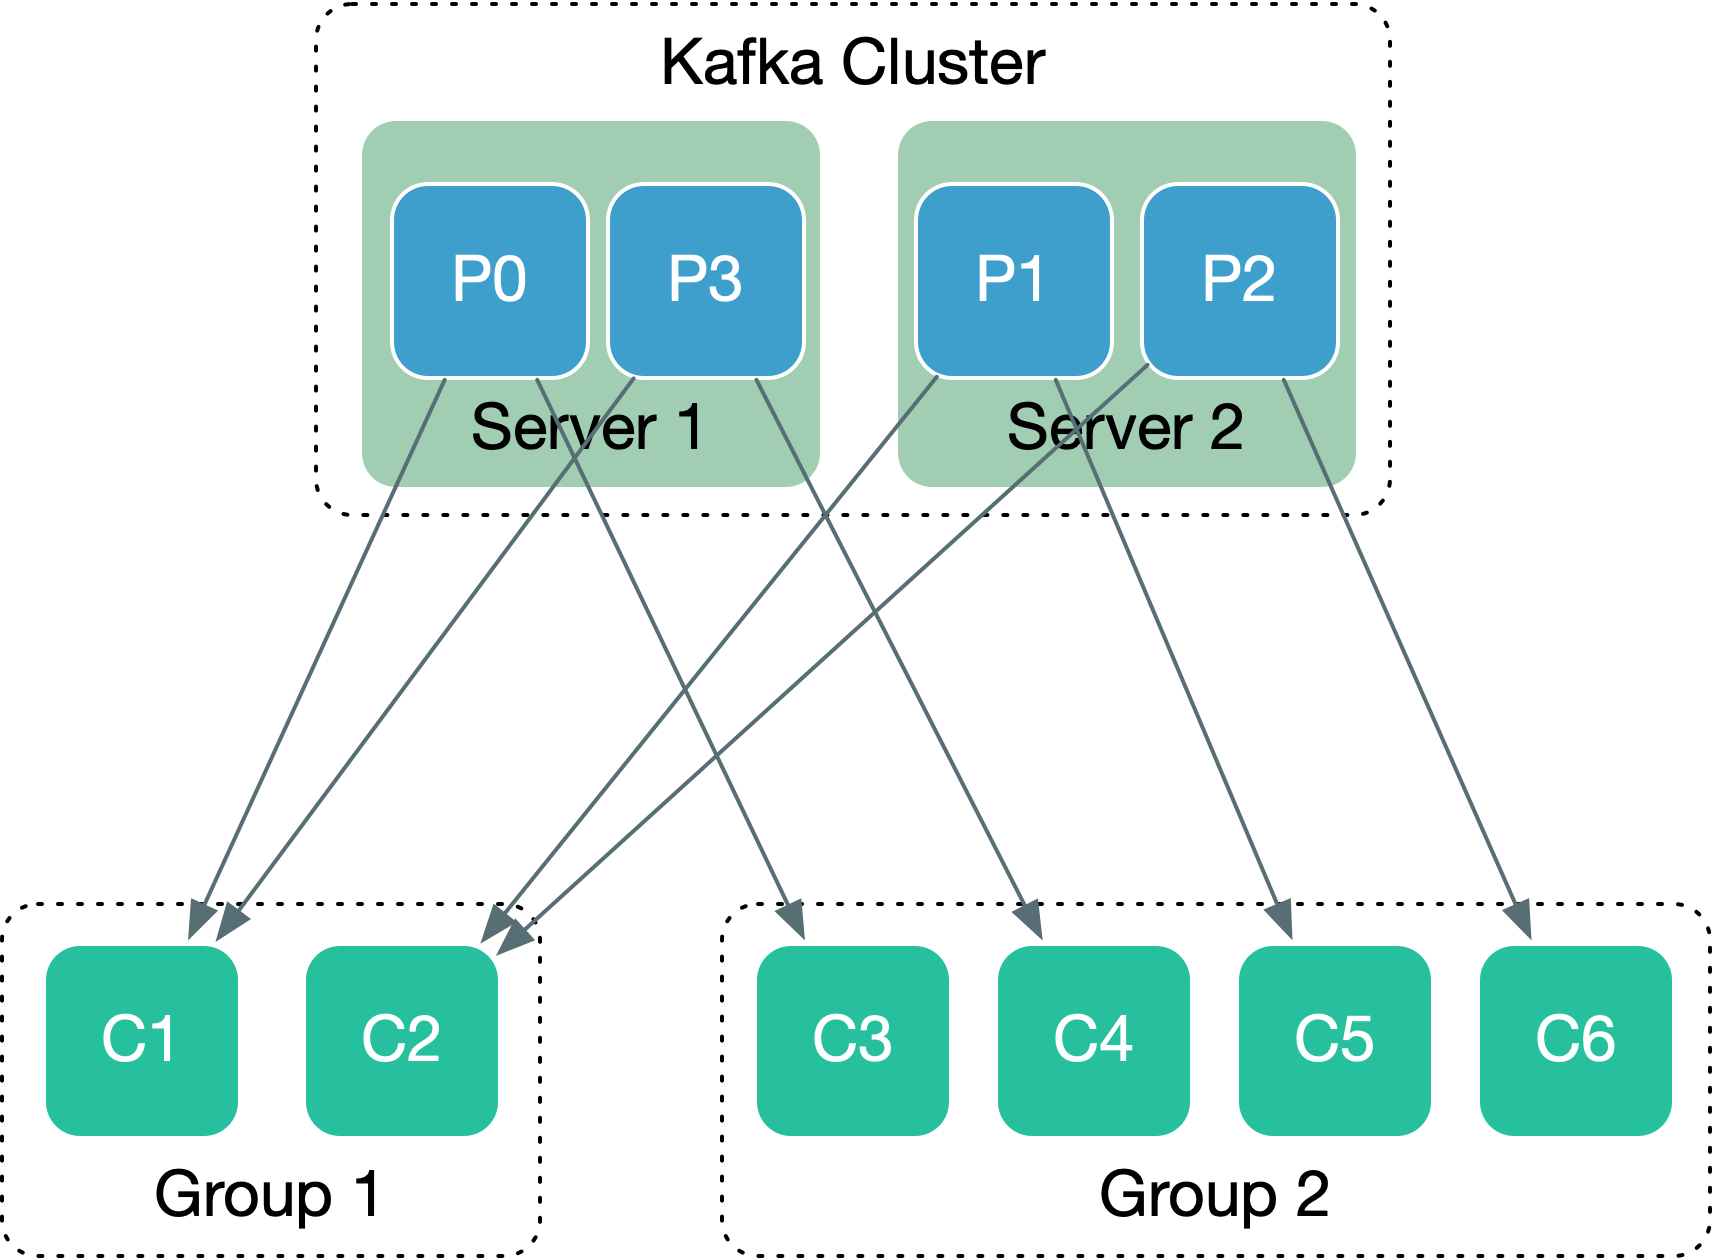 Kafka Cluster
P0
P3
P1
P2
Server 1
Server 2
C1
C2
C3
C4
C5
C6
Group 1
Group 2